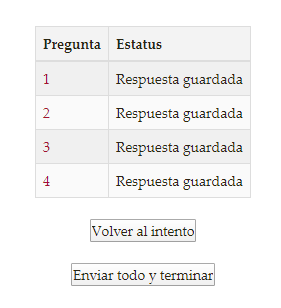 Pregunta Estatus
1 Respuesta guardada
2 Respuesta guardada
3 Respuesta guardada
4 Respuesta guardada
Volver al intento
Enviar todo y terminar